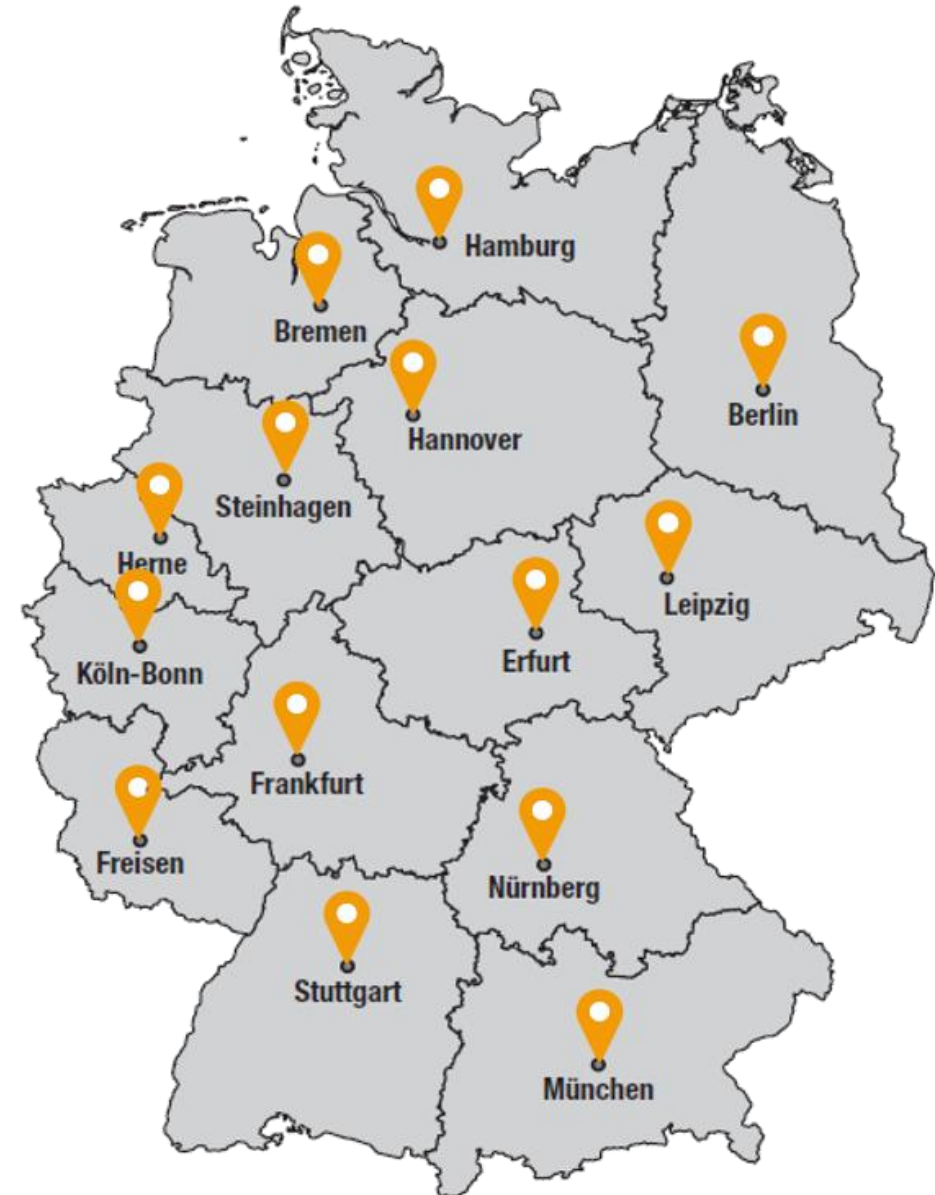 Hamburg
Bremen
Berlin
Hannover
Steinhagen
Herne
Leipzig
Erfurt
Köln-Bonn
Frankfurt
Freisen
Nürnberg
Stuttgart
München